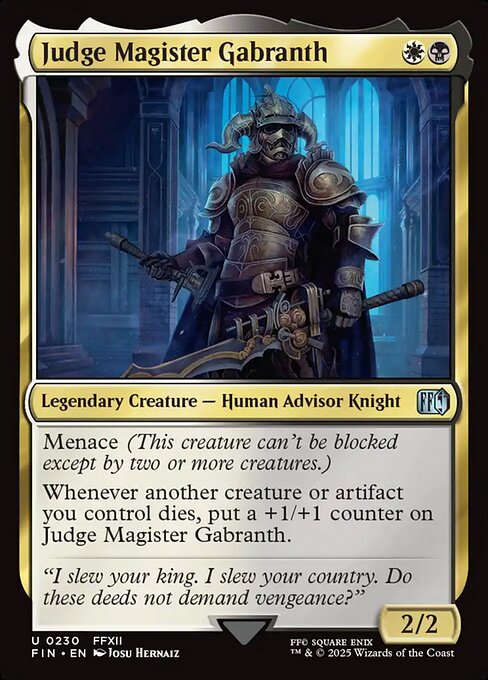 Judge Magister Gabranth
Legendary Creature — Human Advisor Knight
FF
Menace (This creature can't be blocked
except by two or more creatures.)
Whenever another creature or artifact
you control dies, put a +1/+1 counter on
Judge Magister Gabranth.
“I slew your king. I slew your country. Do
these deeds not demand vengeance?”
2/2
U 0230 FFXII
FIN • EN Josu Hernaiz
FF© SQUARE ENIX
™ & © 2025 Wizards of the Coast